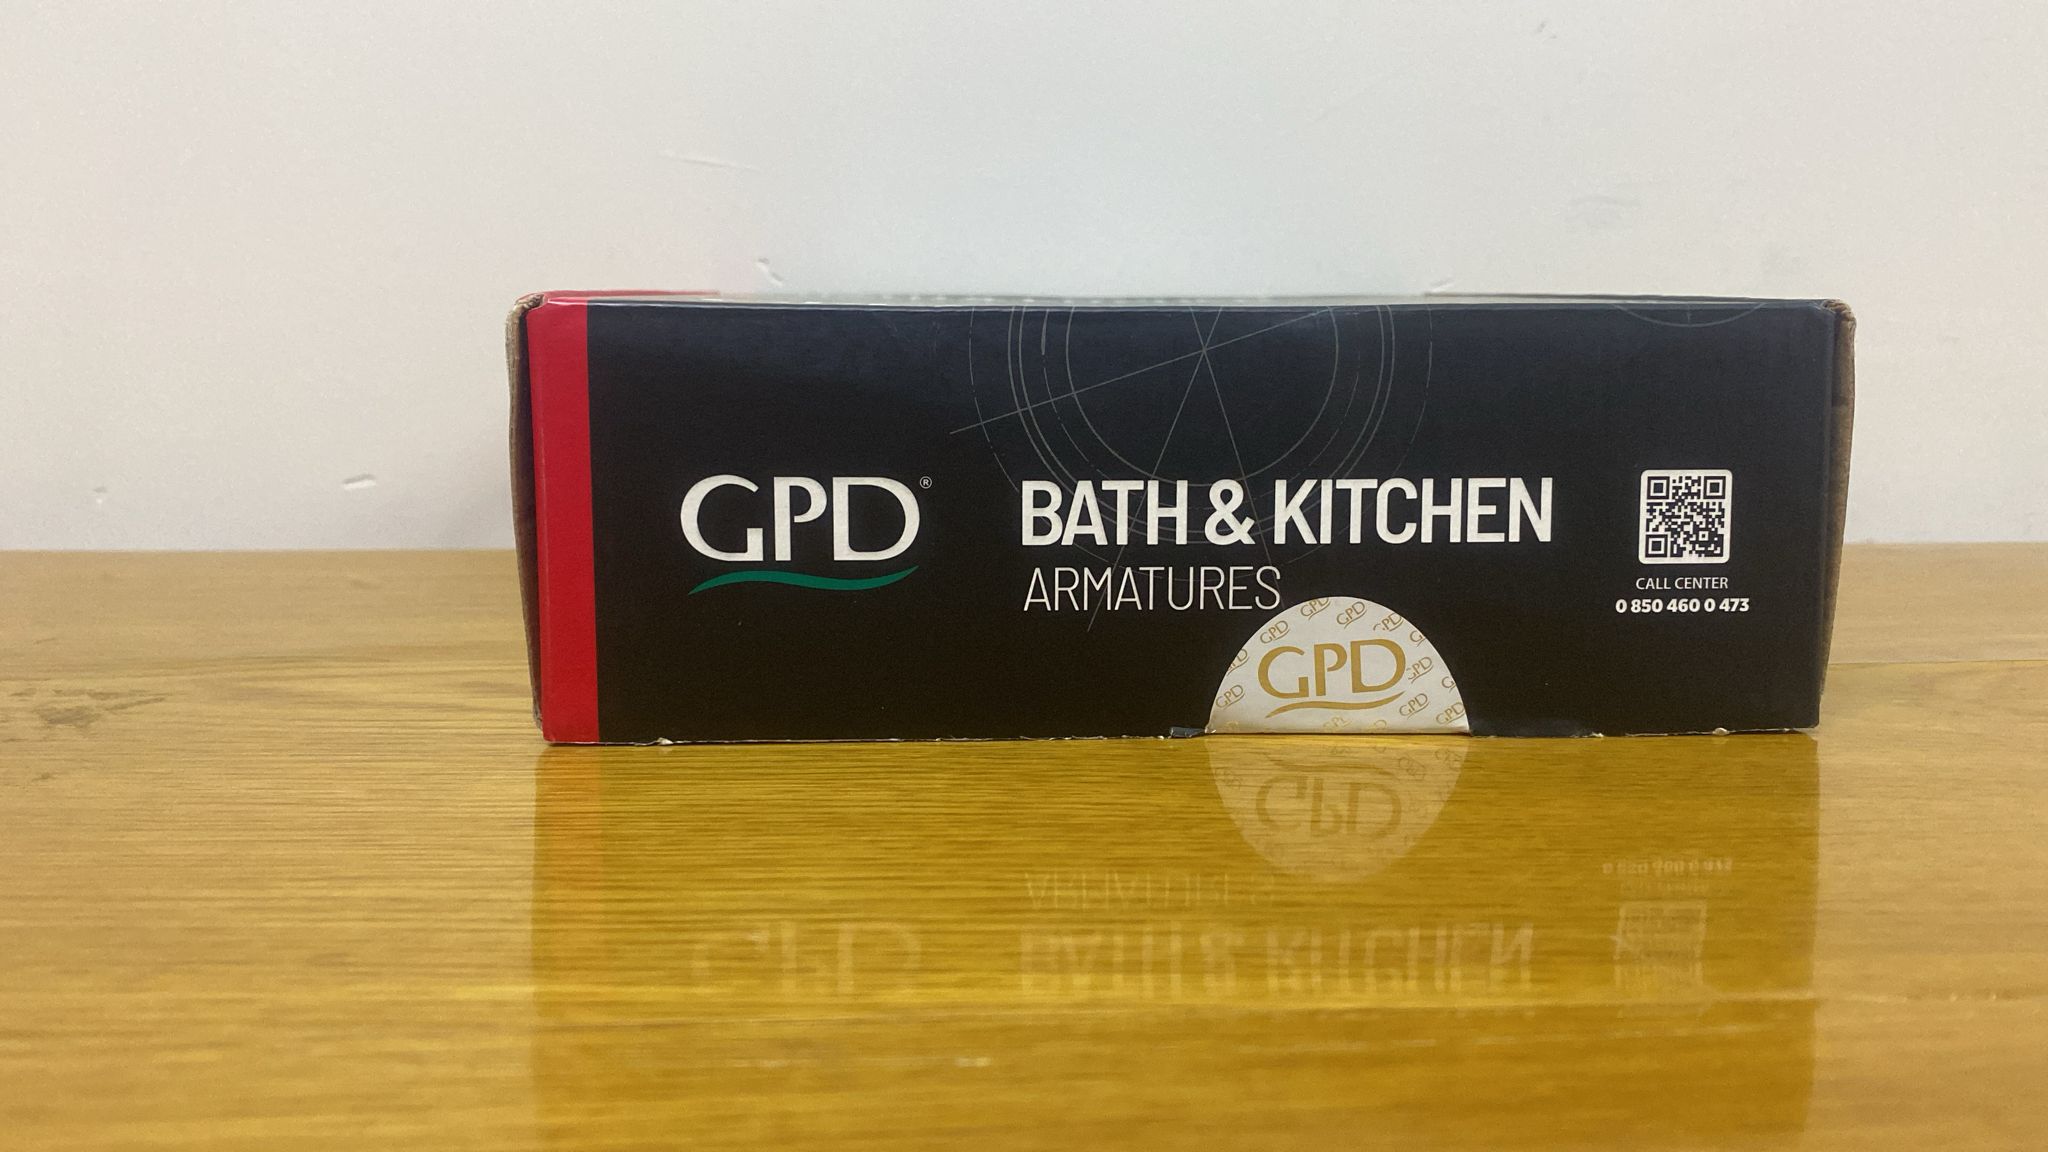 GPD®
BATH & KITCHEN
ARMATURES
CALL CENTER
0 850 460 0 473
GPD